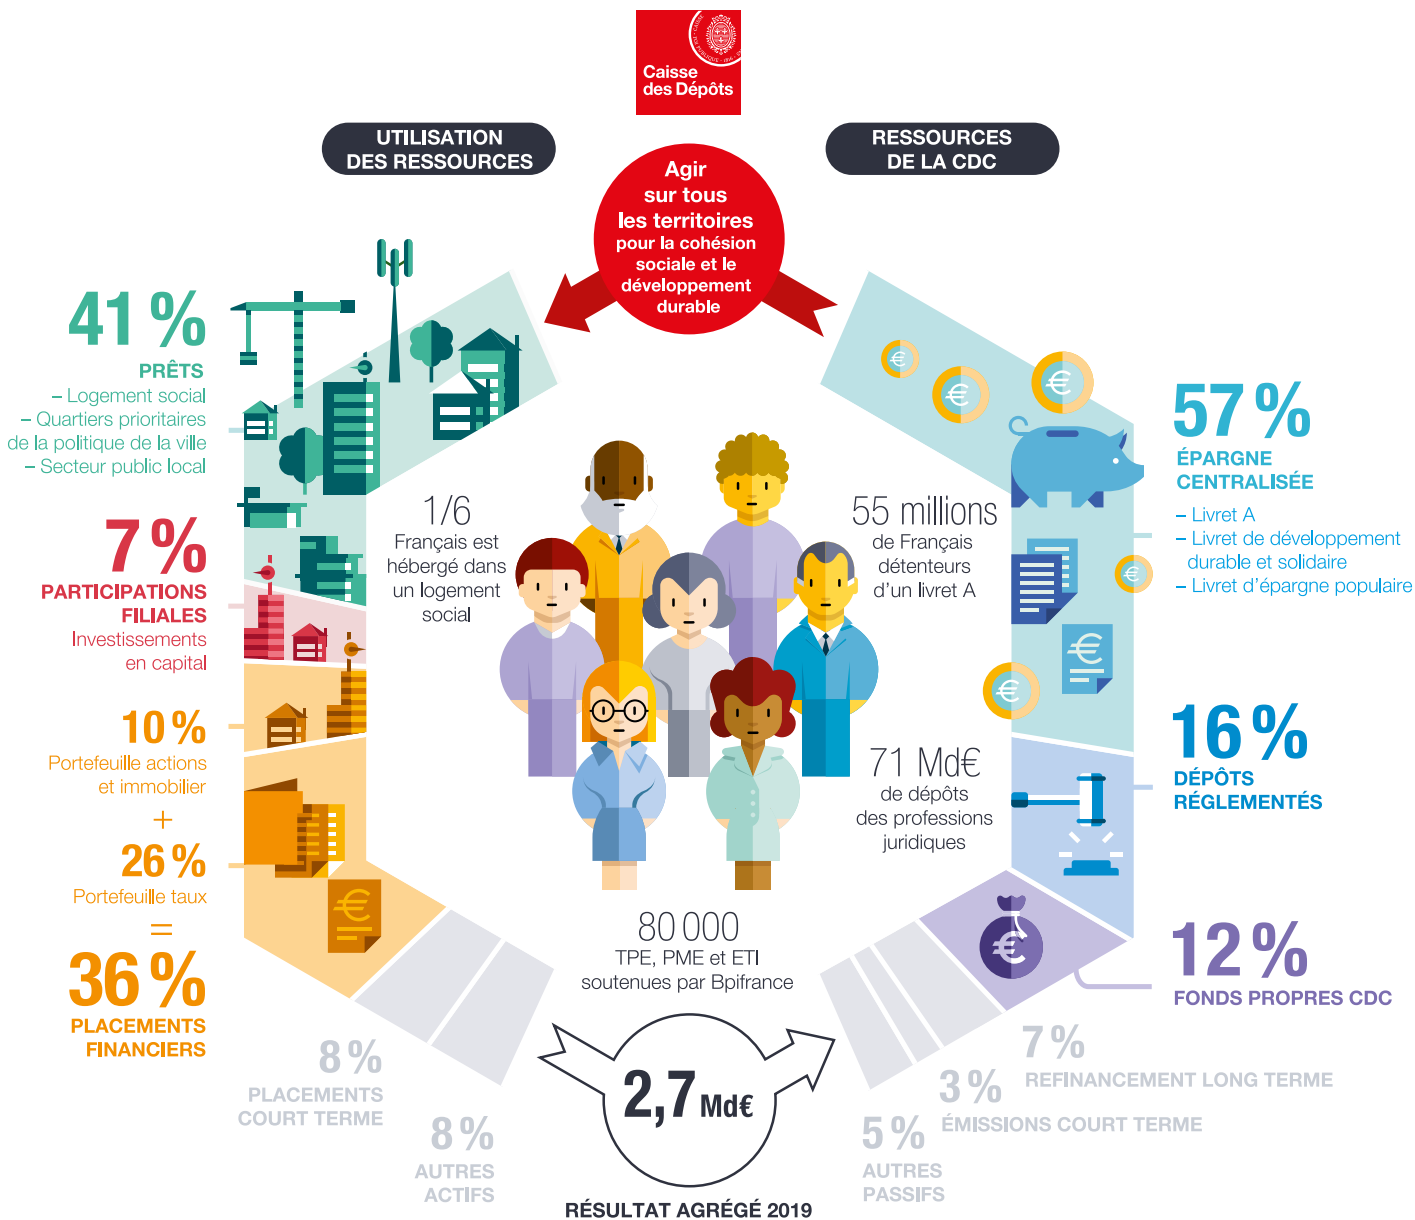 Caisse
des Dépôts
UTILISATION
DES RESSOURCES
RESSOURCES
DE LA CDC
Agir
sur tous
les territoires
pour la cohésion
sociale et le
développement
durable
41 %
PRÊTS
– Logement social
– Quartiers prioritaires
de la politique de la ville
– Secteur public local
7 %
PARTICIPATIONS
FILIALES
Investissements
en capital
10 %
Portefeuille actions
et immobilier
+
26 %
Portefeuille taux
=
36 %
PLACEMENTS
FINANCIERS
8 %
PLACEMENTS
COURT TERME
8 %
AUTRES
ACTIFS
1/6
Français est
hébergé dans
un logement
social
55 millions
de Français
détenteurs
d’un livret A
71 Md€
de dépôts
des professions
juridiques
80 000
TPE, PME et ETI
soutenues par Bpifrance
2,7 Md€
RÉSULTAT AGRÉGÉ 2019
57 %
ÉPARGNE
CENTRALISÉE
– Livret A
– Livret de développement
durable et solidaire
– Livret d’épargne populaire
16 %
DÉPÔTS
RÉGLEMENTÉS
12 %
FONDS PROPRES CDC
7 %
REFINANCEMENT LONG TERME
3 %
ÉMISSIONS COURT TERME
5 %
AUTRES
PASSIFS